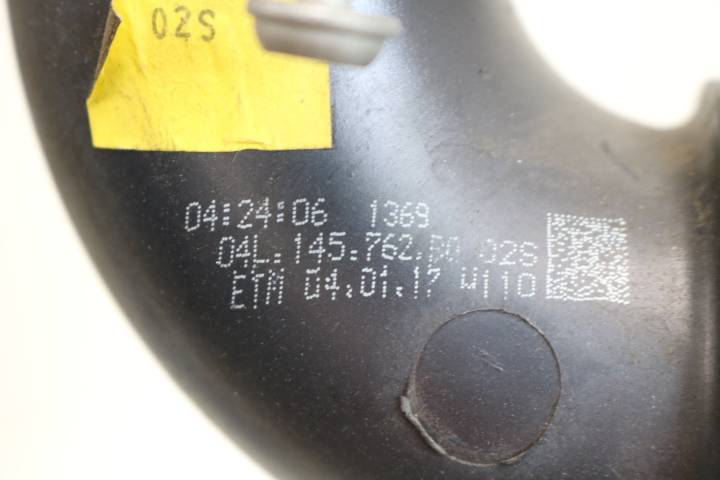 02S
04:24:06 1369
04L.145.762.BQ 02S
ETM 04.01.17 W110